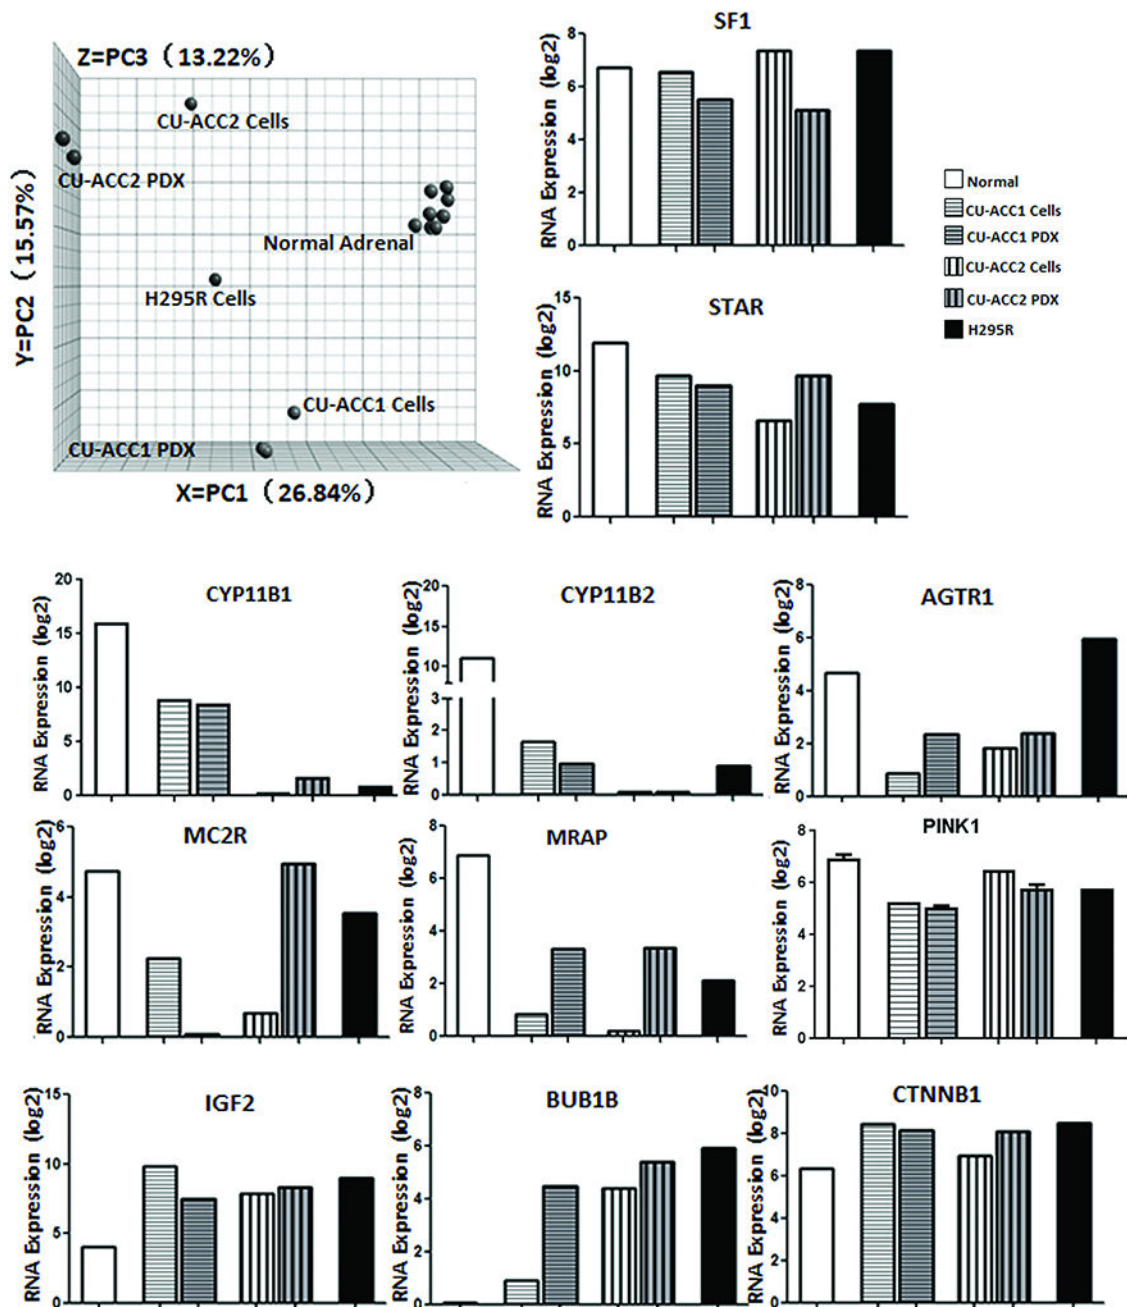 Z=PC3 (13.22%)
CU-ACC2 Cells
CU-ACC2 PDX
Normal Adrenal
H295R Cells
CU-ACC1 Cells
CU-ACC1 PDX
Y=PC2 (15.57%)
X=PC1 (26.84%)
SF1
RNA Expression (log2)
8
6
4
2
0
Normal
CU-ACC1 Cells
CU-ACC1 PDX
CU-ACC2 Cells
CU-ACC2 PDX
H295R
STAR
RNA Expression (log2)
15
10
5
0
CYP11B1
RNA Expression (log2)
20
15
10
5
0
CYP11B2
RNA Expression (log2)
20
15
10
3
2
1
0
AGTR1
RNA Expression (log2)
8
6
4
2
0
MC2R
RNA Expression (log2)
6
4
2
0
MRAP
RNA Expression (log2)
8
6
4
2
0
PINK1
RNA Expression (log2)
8
6
4
2
0
IGF2
RNA Expression (log2)
15
10
5
0
BUB1B
RNA Expression (log2)
8
6
4
2
0
CTNNB1
RNA Expression (log2)
10
8
6
4
2
0